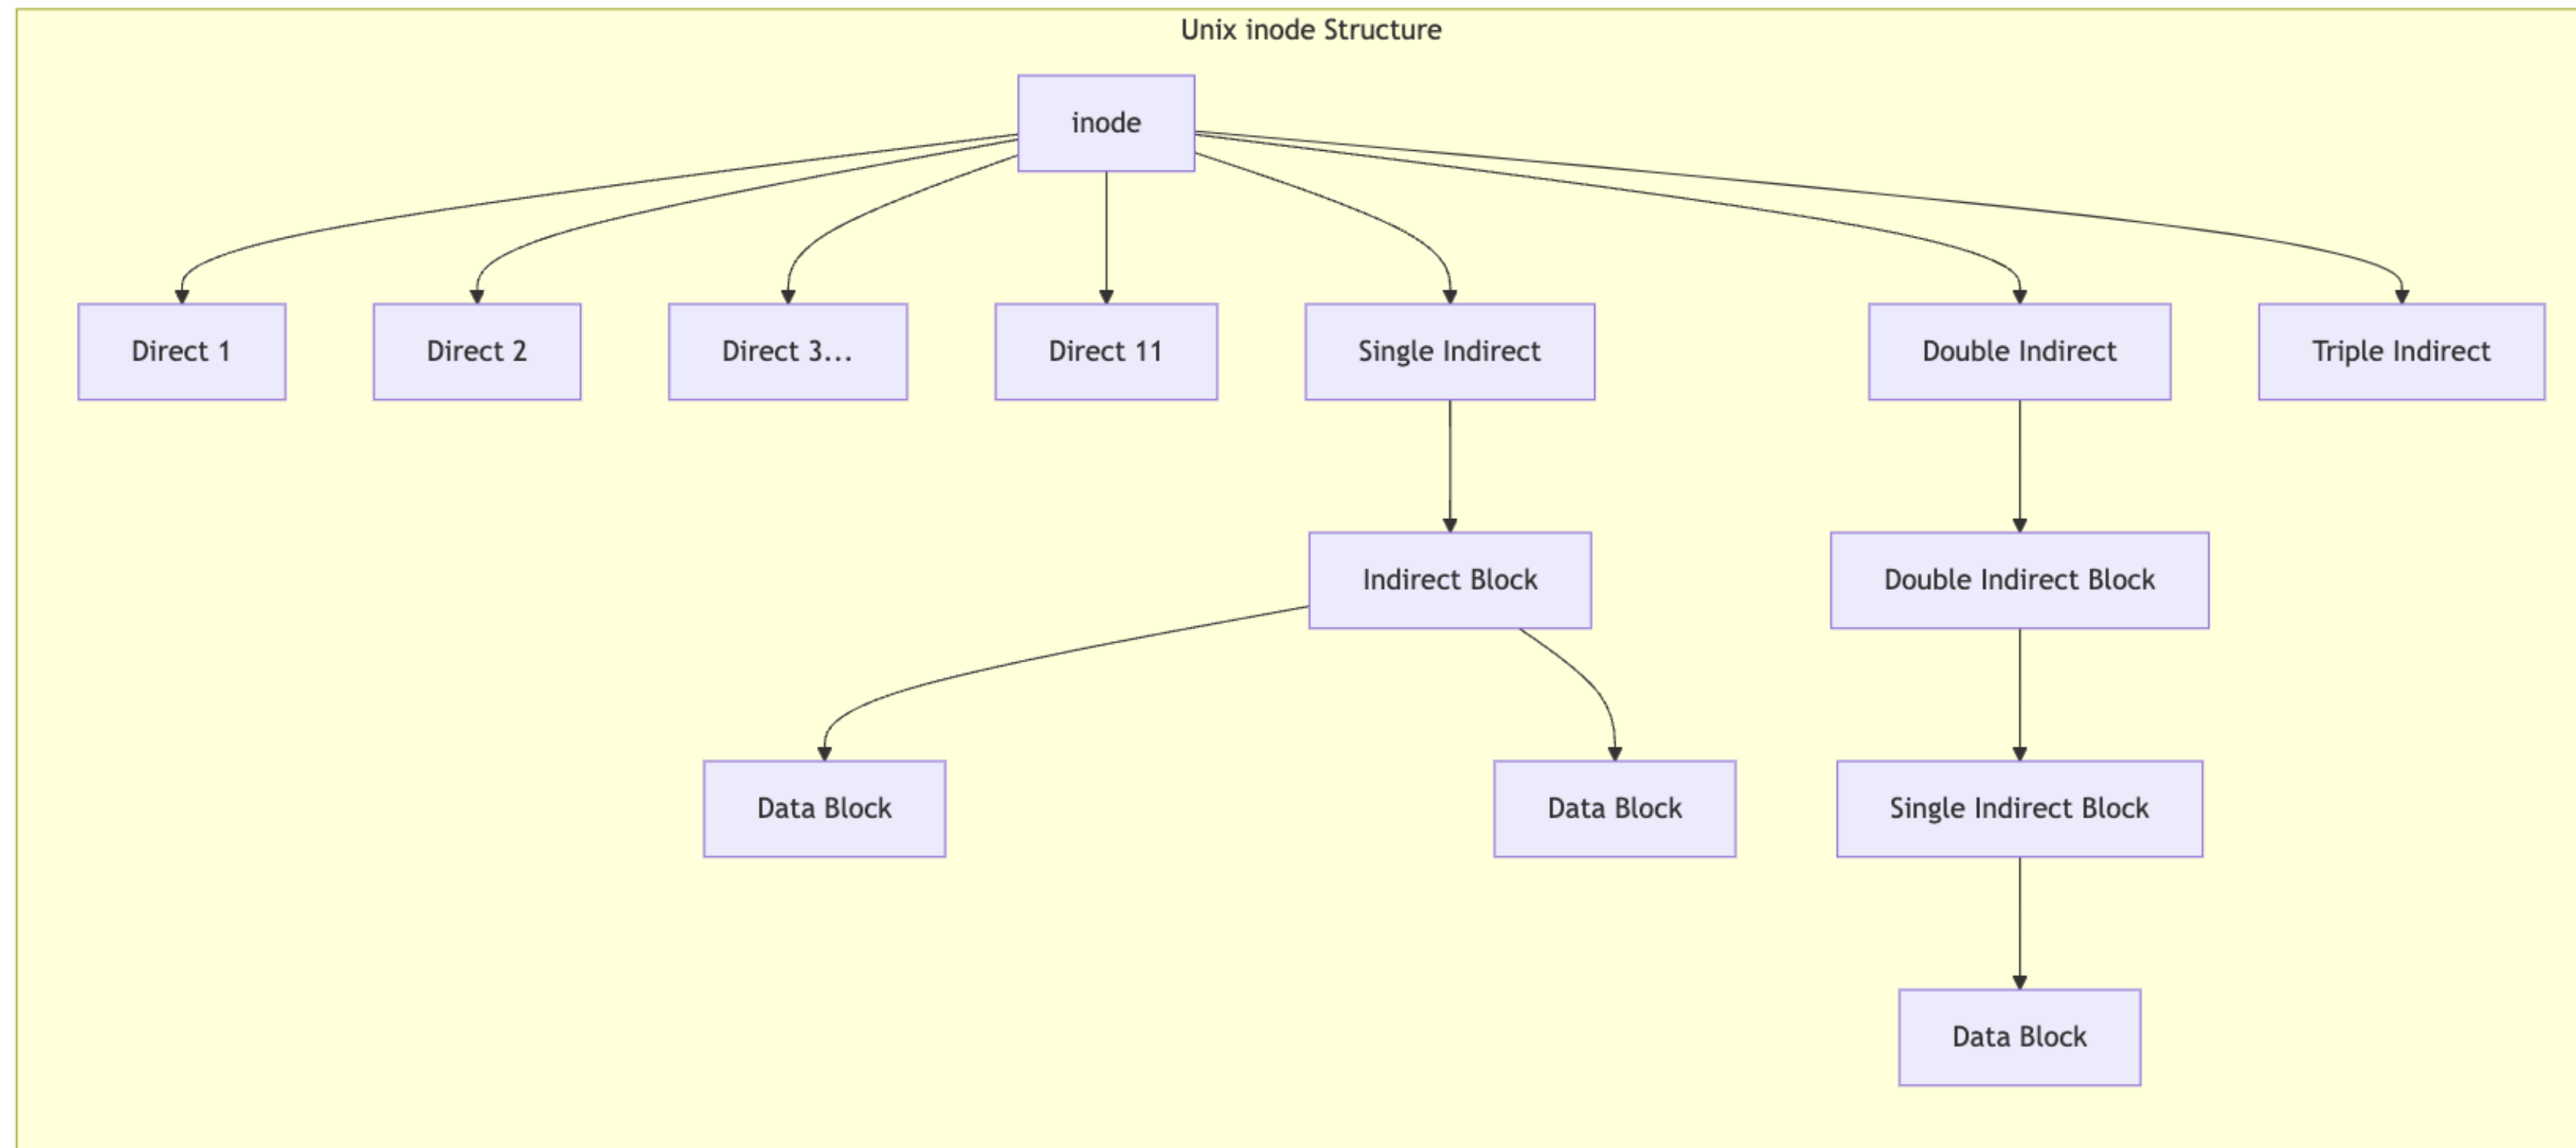 Unix inode Structure
inode
Direct 1
Direct 2
Direct 3...
Direct 11
Single Indirect
Double Indirect
Triple Indirect
Indirect Block
Double Indirect Block
Data Block
Data Block
Single Indirect Block
Data Block